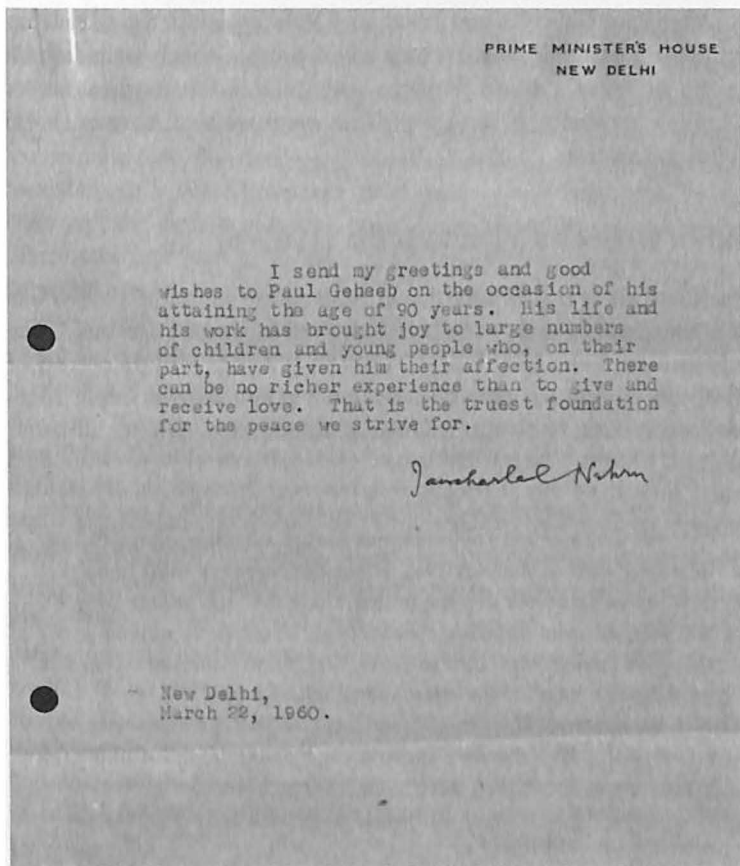 PRIME MINISTER'S HOUSE
NEW DELHI
I send my greetings and good
wishes to Paul Geheeb on the occasion of his
attaining the age of 90 years. His life and
his work has brought joy to large numbers
of children and young people who, on their
part, have given him their affection. There
can be no richer experience than to give and
receive love. That is the truest foundation
for the peace we strive for.
Jawaharlal Nehru
New Delhi,
March 22, 1960.